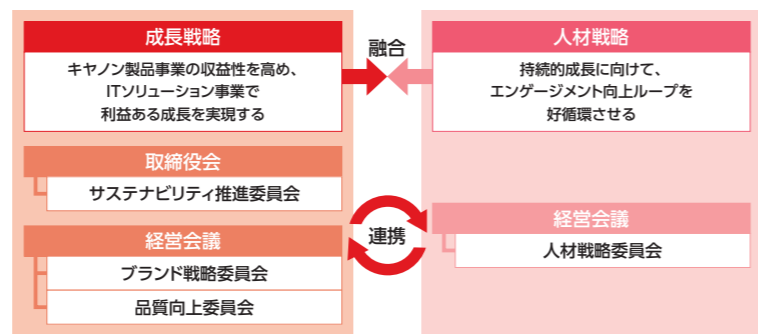 成長戦略
キヤノン製品事業の収益性を高め、
ITソリューション事業で
利益ある成長を実現する
取締役会
サステナビリティ推進委員会
経営会議
ブランド戦略委員会
品質向上委員会
融合
連携
人材戦略
持続的成長に向けて、
エンゲージメント向上ループを
好循環させる
経営会議
人材戦略委員会